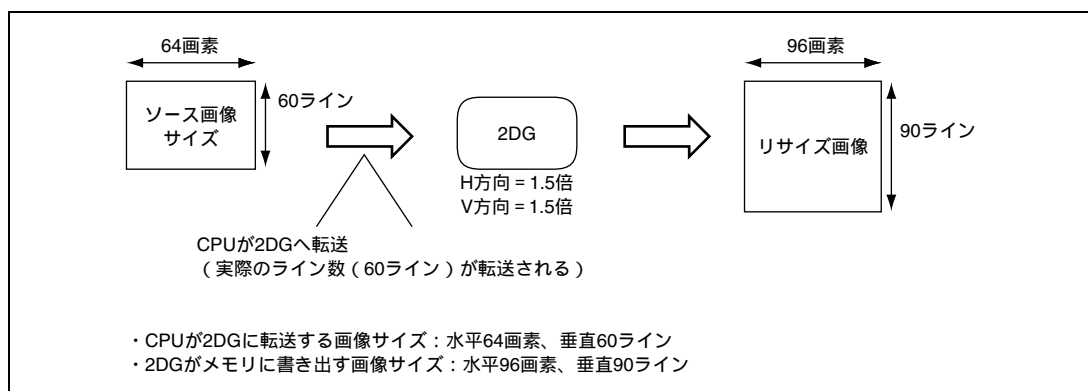 64画素
60ライン
ソース画像
サイズ
2DG
H方向 = 1.5倍
V方向 = 1.5倍
96画素
90ライン
リサイズ画像
CPUが2DGへ転送
(実際のライン数(60ライン)が転送される)
・CPUが2DGに転送する画像サイズ:水平64画素、垂直60ライン
・2DGがメモリに書き出す画像サイズ:水平96画素、垂直90ライン